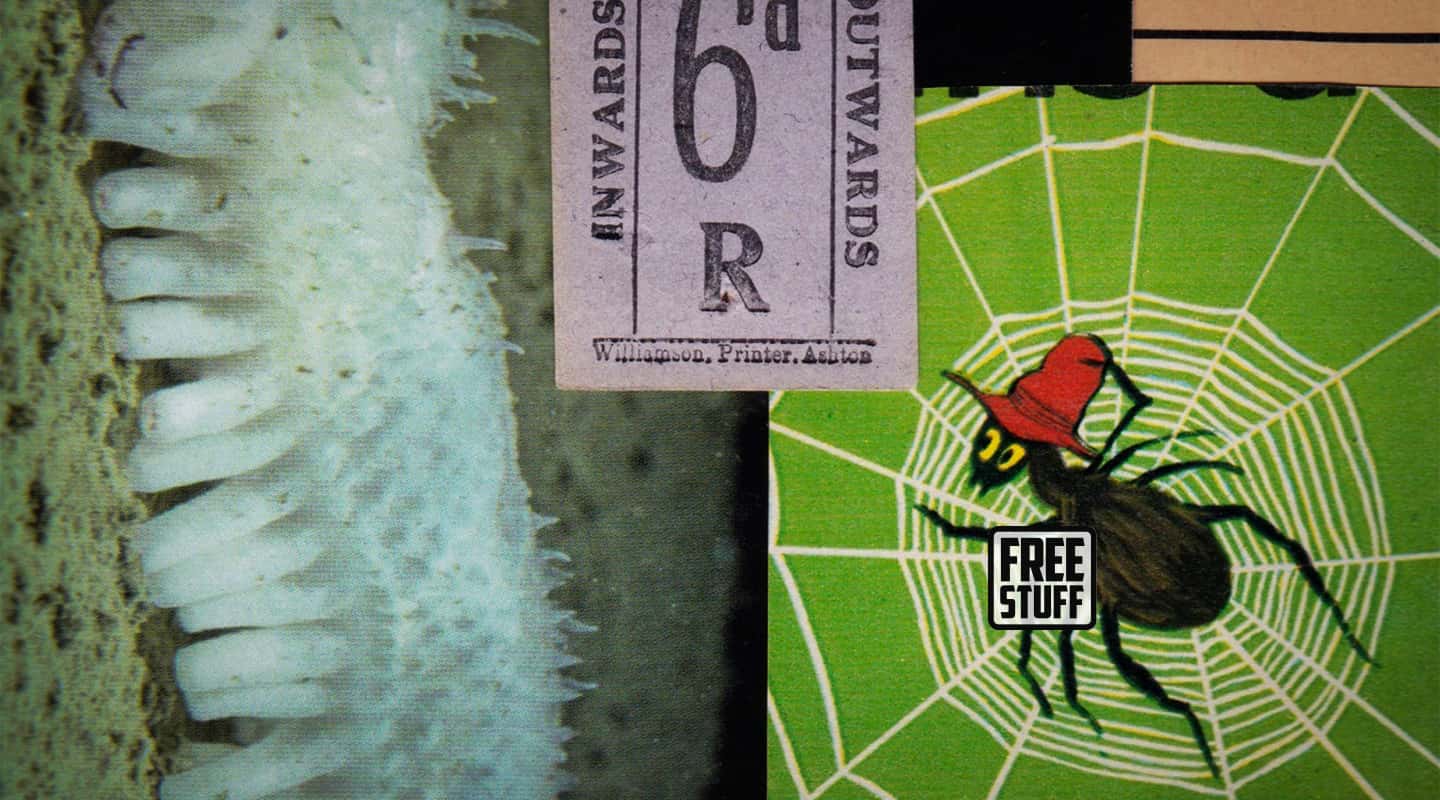 INWARDS
6d
R
OUTWARDS
Williamson, Printer, Ashton
FREE
STUFF